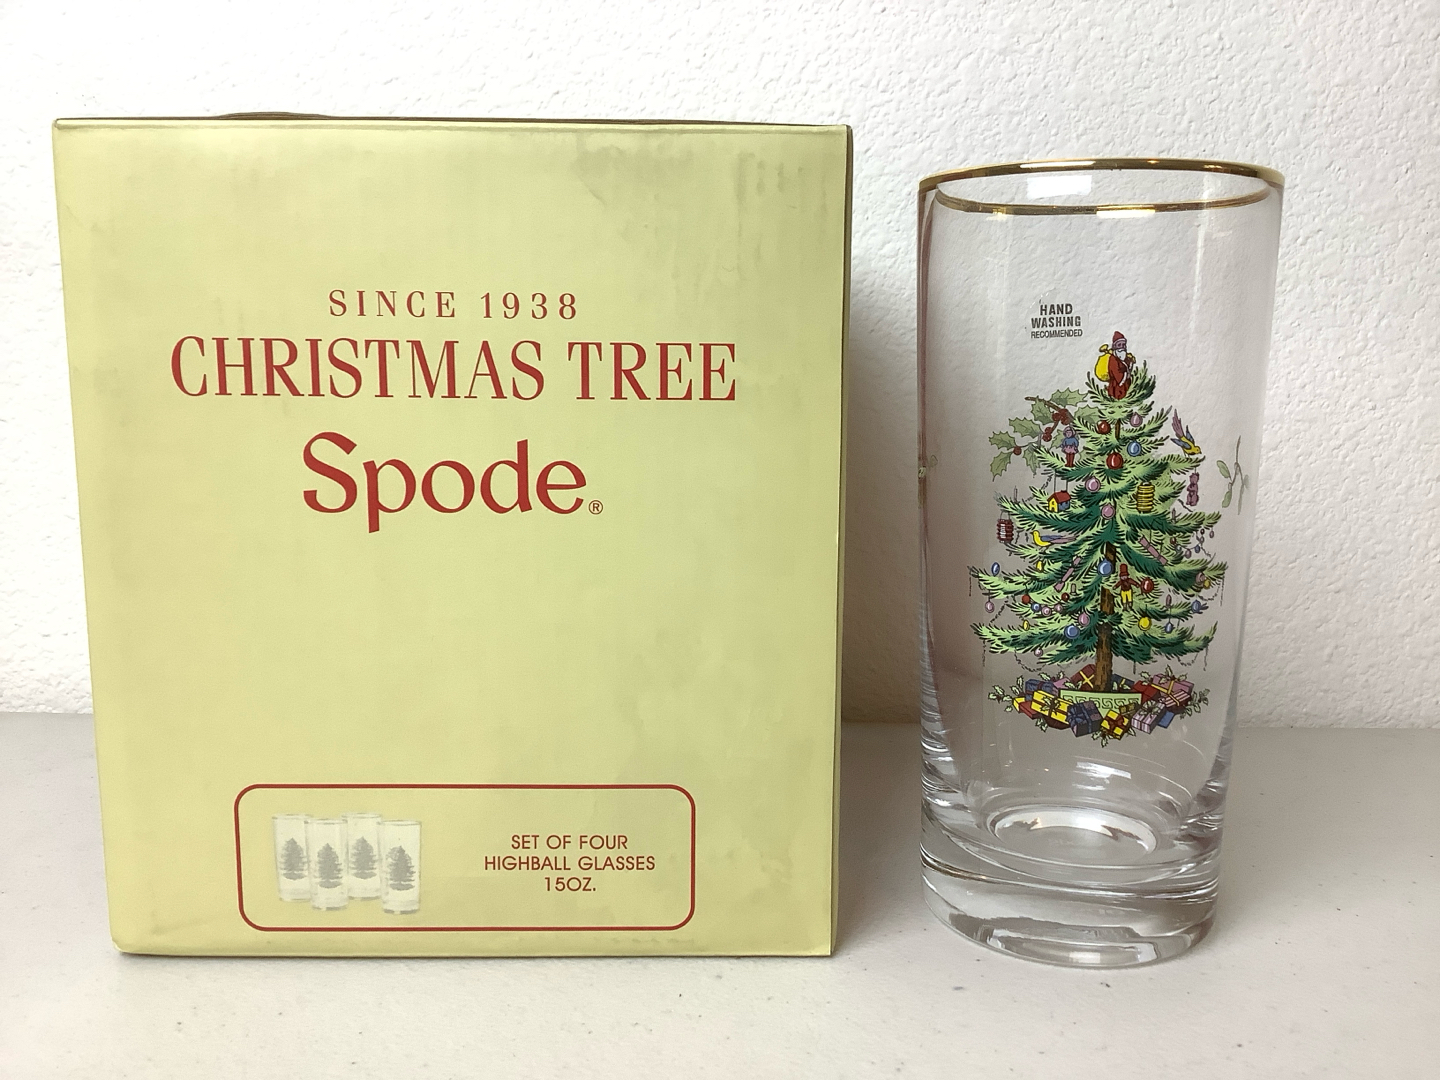 SINCE 1938
CHRISTMAS TREE
Spode®
SET OF FOUR
HIGHBALL GLASSES
15OZ.
HAND
WASHING
RECOMMENDED